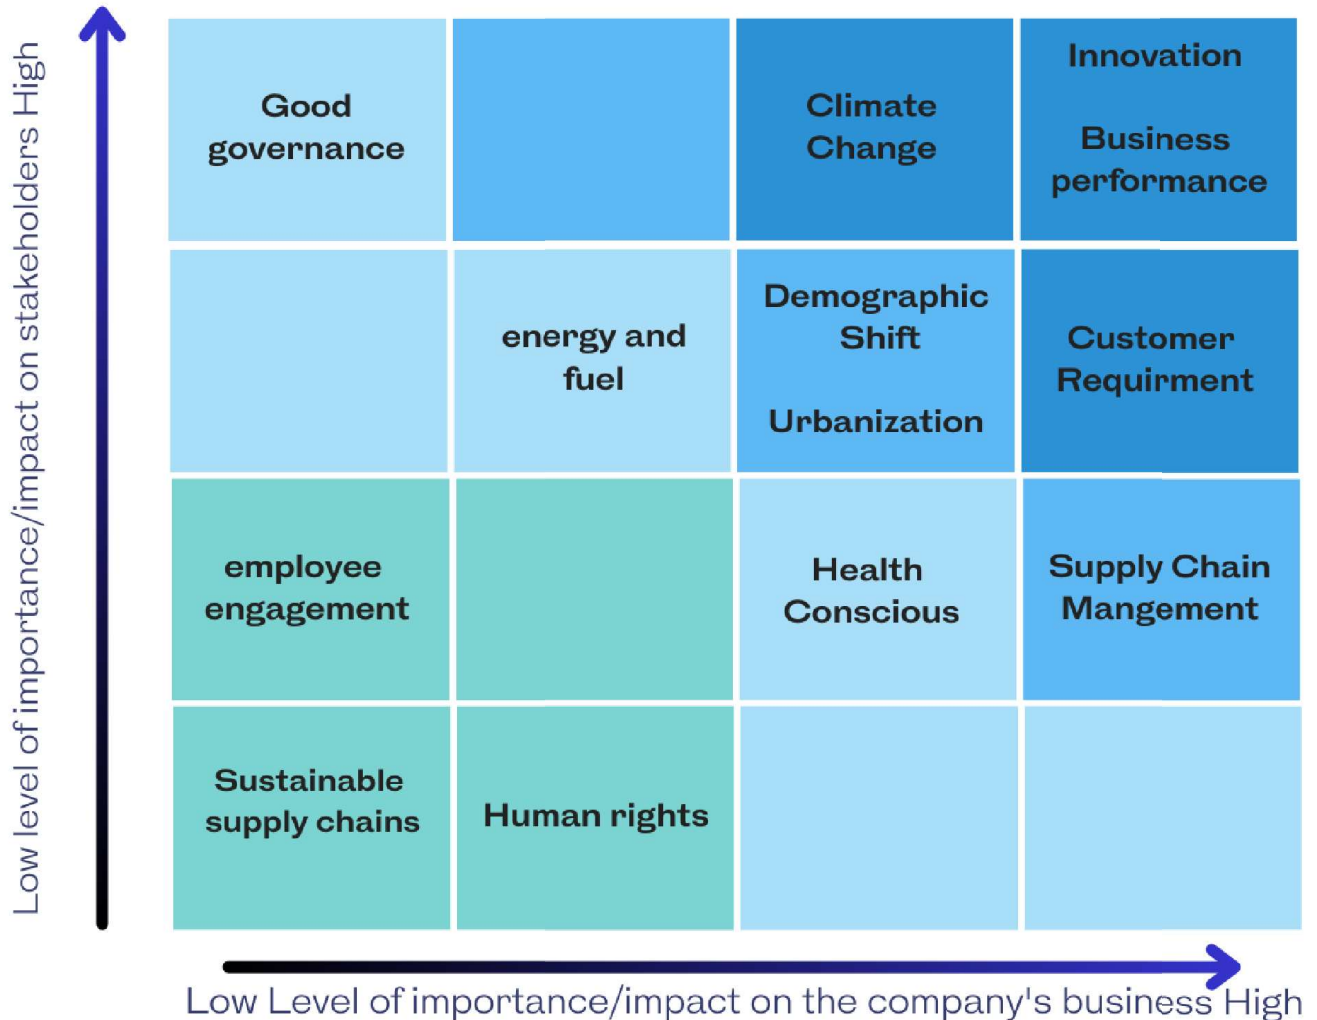 Low level of importance/impact on stakeholders High
Good
governance
Climate
Change
Innovation
Business
performance
energy and
fuel
Demographic
Shift
Urbanization
Customer
Requirment
employee
engagement
Health
Conscious
Supply Chain
Mangement
Sustainable
supply chains
Human rights
Low Level of importance/impact on the company's business High